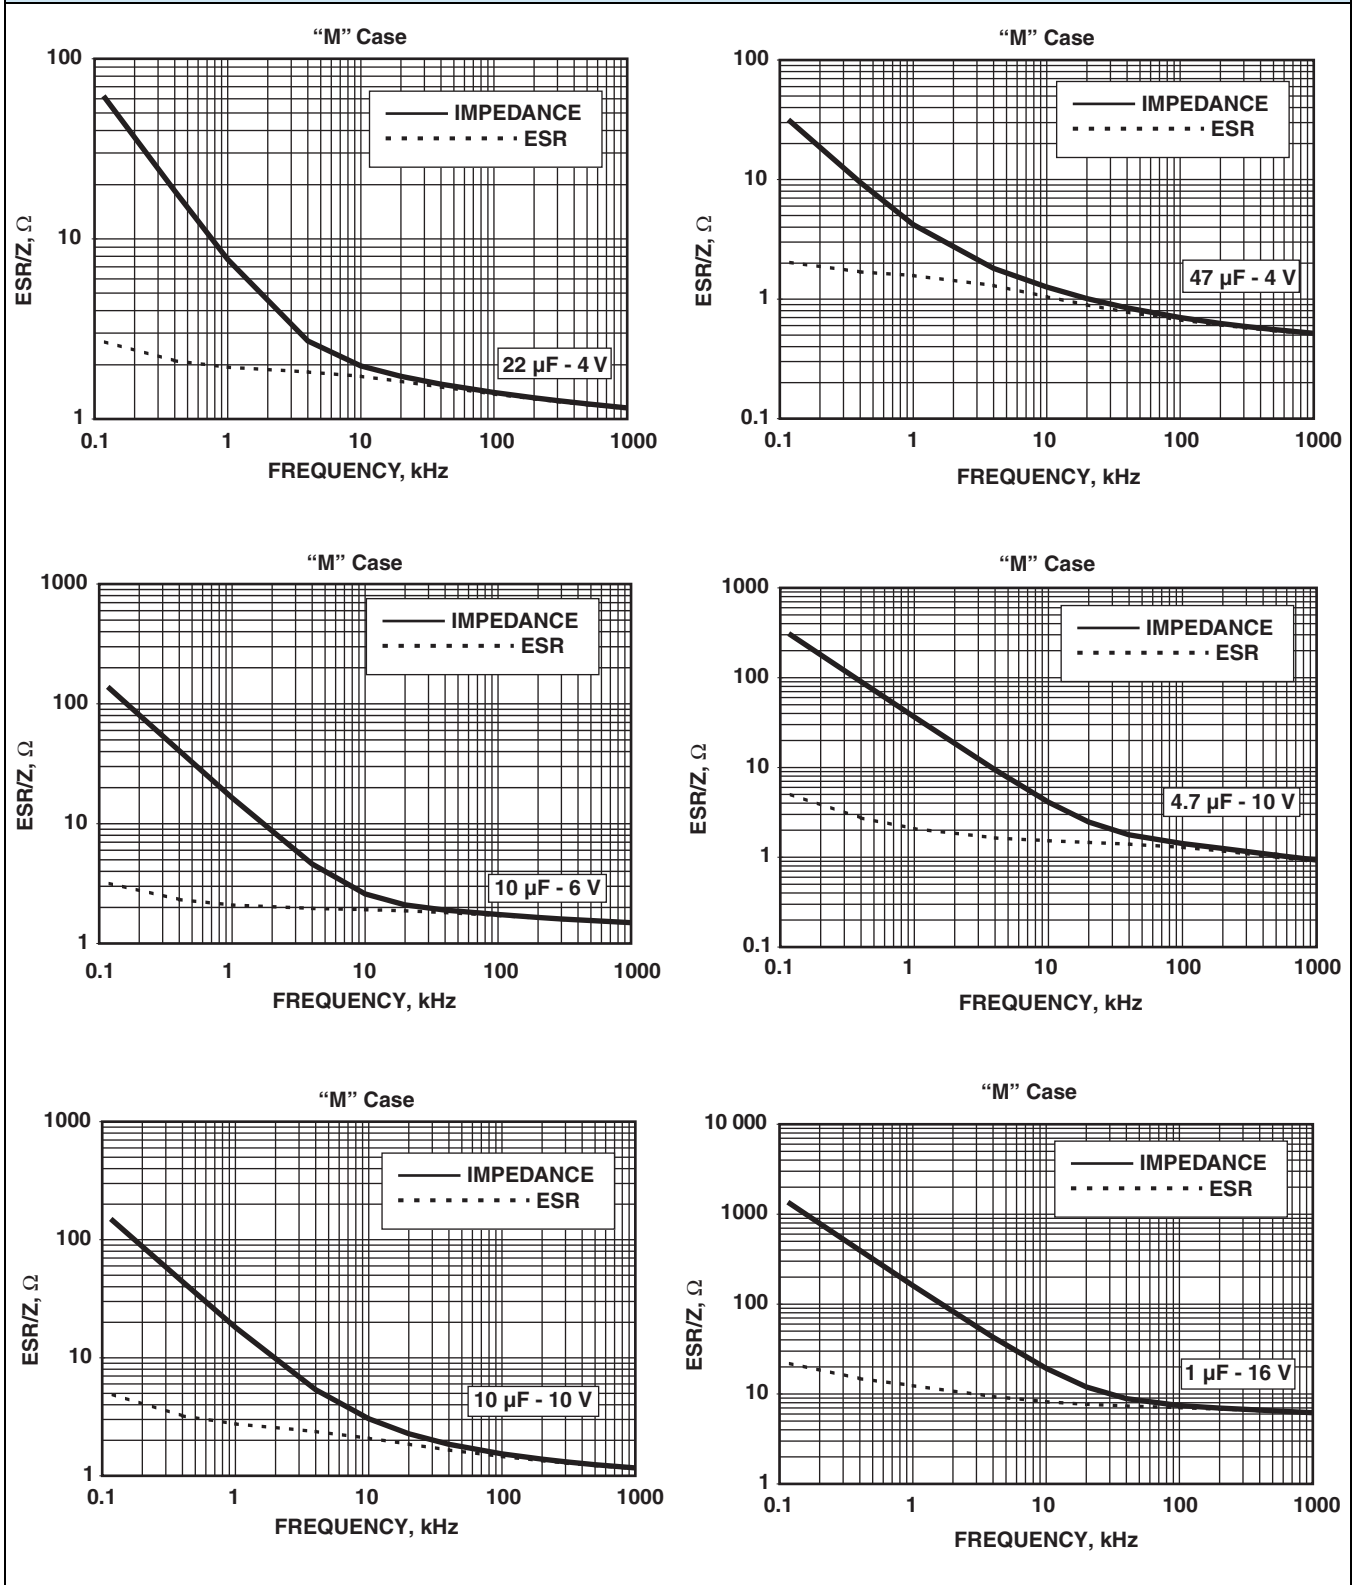 “M” Case
100
10
1
0.1
1
10
100
1000
ESR/Z, Ω
FREQUENCY, kHz
IMPEDANCE
ESR
22 µF - 4 V
“M” Case
100
10
1
0.1
0.1
1
10
100
1000
ESR/Z, Ω
FREQUENCY, kHz
IMPEDANCE
ESR
47 µF - 4 V
“M” Case
1000
100
10
1
0.1
1
10
100
1000
ESR/Z, Ω
FREQUENCY, kHz
IMPEDANCE
ESR
10 µF - 6 V
“M” Case
1000
100
10
1
0.1
0.1
1
10
100
1000
ESR/Z, Ω
FREQUENCY, kHz
IMPEDANCE
ESR
4.7 µF - 10 V
“M” Case
1000
100
10
1
0.1
1
10
100
1000
ESR/Z, Ω
FREQUENCY, kHz
IMPEDANCE
ESR
10 µF - 10 V
“M” Case
10 000
1000
100
10
1
0.1
1
10
100
1000
ESR/Z, Ω
FREQUENCY, kHz
IMPEDANCE
ESR
1 µF - 16 V